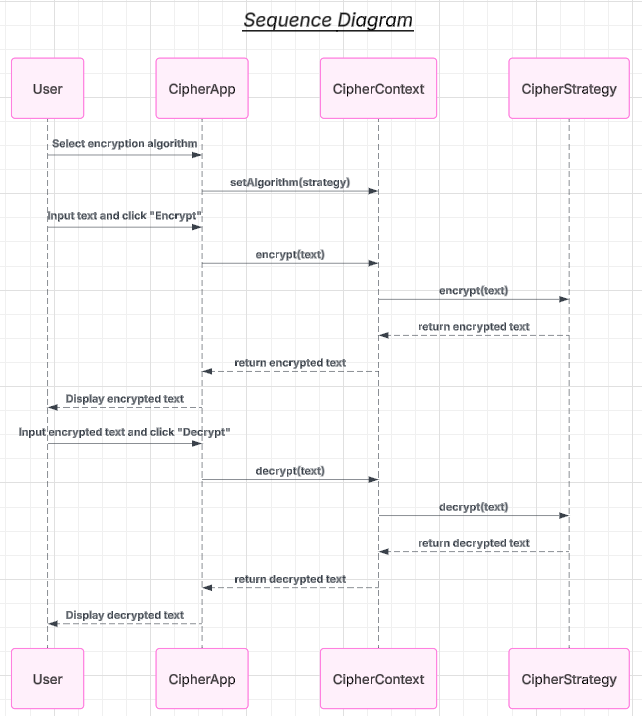 Sequence Diagram
User
CipherApp
CipherContext
CipherStrategy
Select encryption algorithm
setAlgorithm(strategy)
Input text and click "Encrypt"
encrypt(text)
encrypt(text)
return encrypted text
return encrypted text
Display encrypted text
Input encrypted text and click "Decrypt"
decrypt(text)
decrypt(text)
return decrypted text
return decrypted text
Display decrypted text
User
CipherApp
CipherContext
CipherStrategy